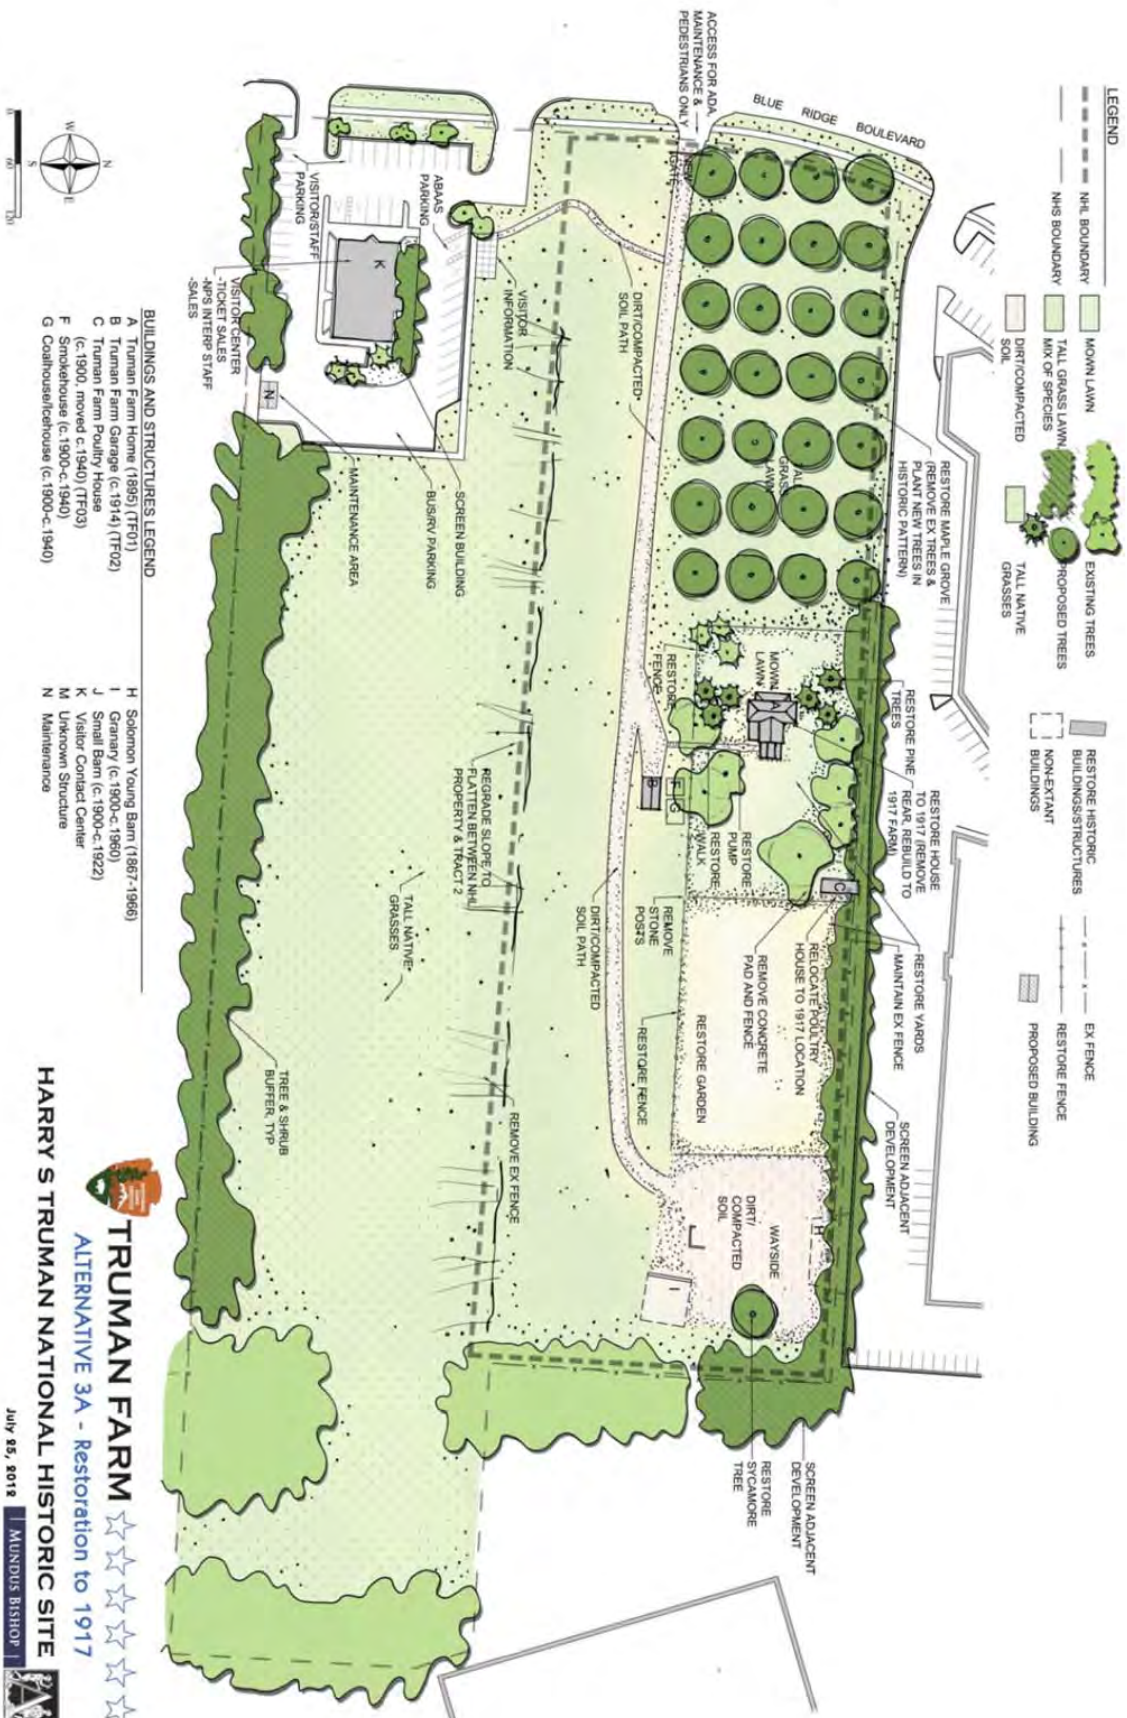 LEGEND
NHL BOUNDARY
NHS BOUNDARY
MOWN LAWN
TALL GRASS LAWN
MIX OF SPECIES
DIRT/COMPACTED
SOIL
EXISTING TREES
PROPOSED TREES
TALL NATIVE
GRASSES
RESTORE HISTORIC
BUILDINGS/STRUCTURES
NON-EXTANT
BUILDINGS
EX FENCE
RESTORE FENCE
PROPOSED BUILDING
ACCESS FOR ADA,
MAINTENANCE &
PEDESTRIANS ONLY
BLUE RIDGE BOULEVARD
NEW
GATE
DIRT/COMPACTED
SOIL PATH
RESTORE MAPLE GROVE
(REMOVE EX TREES &
PLANT NEW TREES IN
HISTORIC PATTERN)
GRASS
LAWN
RESTORE PINE
TREES
RESTORE HOUSE
TO 1917 (REMOVE
REAR, REBUILD TO
1917 FARM)
RESTORE YARDS
MAINTAIN EX FENCE
SCREEN ADJACENT
DEVELOPMENT
MOWN
LAWN
A
RESTORE
FENCE
B
F
G
RESTORE
PUMP
RESTORE
WALK
C
RELOCATE POULTRY
HOUSE TO 1917 LOCATION
REMOVE CONCRETE
PAD AND FENCE
REMOVE
STONE
POSTS
RESTORE GARDEN
RESTORE FENCE
DIRT/COMPACTED
SOIL PATH
H
WAYSIDE
DIRT/
COMPACTED
SOIL
I
RESTORE
SYCAMORE
TREE
SCREEN ADJACENT
DEVELOPMENT
ABAAS
PARKING
VISITOR/STAFF
PARKING
K
VISITOR
INFORMATION
VISITOR CENTER
-TICKET SALES
-NPS INTERP STAFF
-SALES
N
MAINTENANCE AREA
BUS/RV PARKING
SCREEN BUILDING
REGRADE SLOPE TO
FLATTEN BETWEEN NHL
PROPERTY & TRACT 2
TALL NATIVE
GRASSES
REMOVE EX FENCE
TREE & SHRUB
BUFFER, TYP
N
W
E
S
0
60
120
BUILDINGS AND STRUCTURES LEGEND
A Truman Farm Home (1895) (TF01)
B Truman Farm Garage (c.1914) (TF02)
C Truman Farm Poultry House
(c.1900, moved c.1940) (TF03)
F Smokehouse (c.1900-c.1940)
G Coalhouse/Icehouse (c.1900-c.1940)
H Solomon Young Barn (1867-1966)
I Granary (c.1900-c.1960)
J Small Barn (c.1900-c.1922)
K Visitor Contact Center
M Unknown Structure
N Maintenance
TRUMAN FARM
ALTERNATIVE 3A - Restoration to 1917
HARRY S TRUMAN NATIONAL HISTORIC SITE
July 25, 2012
MUNDUS BISHOP